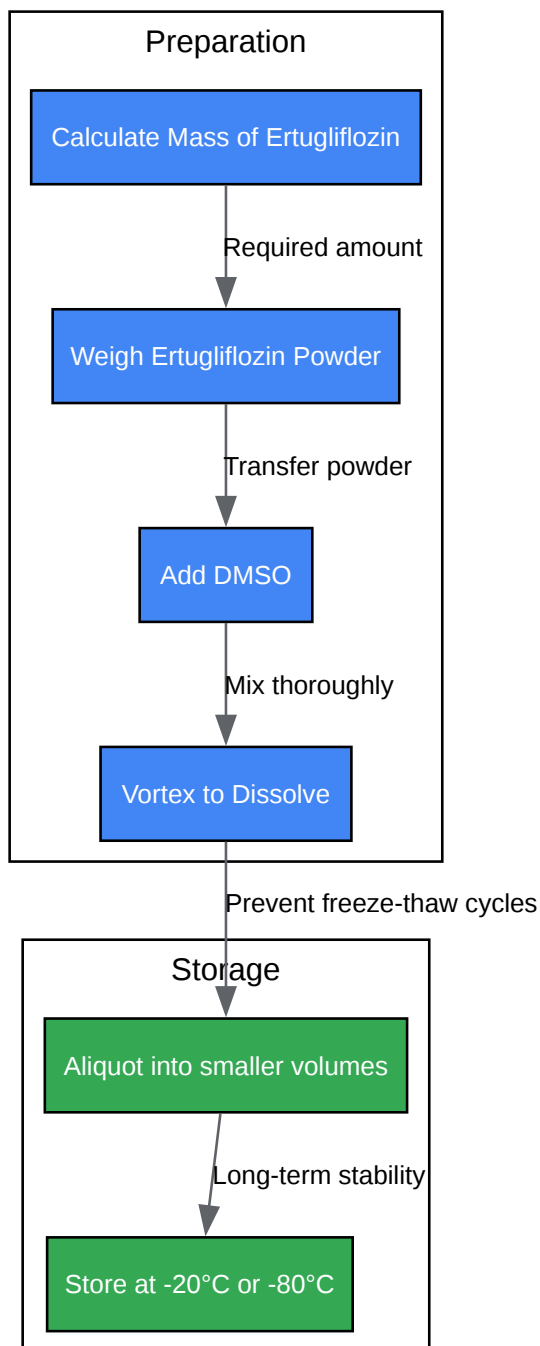 Preparation
Calculate Mass of Ertugliflozin
Required amount
Weigh Ertugliflozin Powder
Transfer powder
Add DMSO
Mix thoroughly
Vortex to Dissolve
Prevent freeze-thaw cycles
Storage
Aliquot into smaller volumes
Long-term stability
Store at -20°C or -80°C